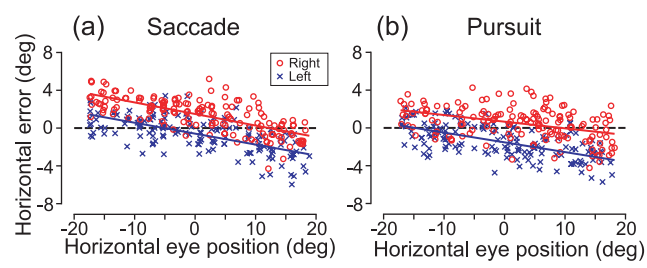 (a) Saccade
(b) Pursuit
Horizontal error (deg)
8
4
0
-4
-8
Right
Left
-20
-10
0
10
20
Horizontal eye position (deg)
8
4
0
-4
-8
-20
-10
0
10
20
Horizontal eye position (deg)